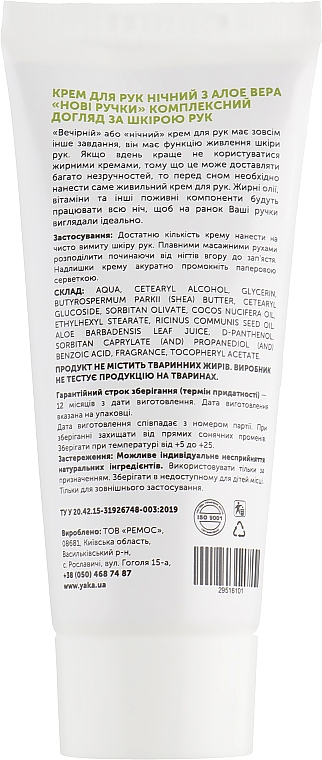 КРЕМ ДЛЯ РУК НІЧНИЙ З АЛОЕ ВЕРА
«НОВІ РУЧКИ» КОМПЛЕКСНИЙ
ДОГЛЯД ЗА ШКІРОЮ РУК
«Вечірній» або «нічний» крем для рук має зовсім
інше завдання, він має функцію живлення шкіри
рук. Якщо вдень краще не користуватися
жирними кремами, тому що це може доставляти
багато незручностей, то перед сном необхідно
нанести саме живильний крем для рук. Жирні олії,
вітаміни та інші поживні компоненти будуть
працювати всю ніч, щоб на ранок Ваші ручки
виглядали ідеально.
Застосування: Достатню кількість крему нанести на
чисто вимиту шкіру рук. Плавними масажними рухами
розподілити починаючи від нігтів вгору до зап'ястя.
Надлишки крему акуратно промокніть паперовою
серветкою.
СКЛАД: AQUA, CETEARYL ALCOHOL, GLYCERIN,
BUTYROSPERMUM PARKII (SHEA) BUTTER, CETEARYL
GLUCOSIDE, SORBITAN OLIVATE, COCOS NUCIFERA OIL,
ETHYLHEXYL STEARATE, RICINUS COMMUNIS SEED OIL,
ALOE BARBADENSIS LEAF JUICE, D-PANTHENOL,
SORBITAN CAPRYLATE (AND) PROPANEDIOL (AND)
BENZOIC ACID, FRAGRANCE, TOCOPHERYL ACETATE.
ПРОДУКТ НЕ МІСТИТЬ ТВАРИННИХ ЖИРІВ. ВИРОБНИК
НЕ ТЕСТУЄ ПРОДУКЦІЮ НА ТВАРИНАХ.
Гарантійний строк зберігання (термін придатності) —
12 місяців з дати виготовлення. Дата виготовлення
вказана на упаковці.
Дата виготовлення співпадає з номером партії. При
зберіганні захищати від прямих сонячних променів
Зберігати при температурі від +5 до +25.
Застереження: Можливе індивідуальне несприйняття
натуральних інгредієнтів. Використовувати тільки за
призначенням. Зберігати в недоступному для дітей місці.
Тільки для зовнішнього застосування.
ТУ У 20.42.15-31926748-003:2019
Вироблено: ТОВ «РЕМОС»,
08681, Київська область,
Васильківський р-н,
с. Рославичі, вул. Гоголя 15-а,
+38 (050) 468 74 87
www.yaka.ua
ISO 9001
29518101